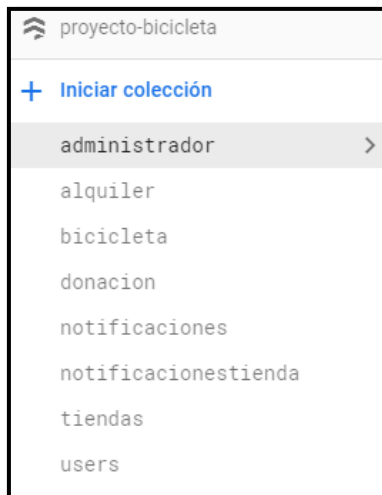 proyecto-bicicleta
Iniciar colección
administrador
alquiler
bicicleta
donacion
notificaciones
notificacionestienda
tiendas
users